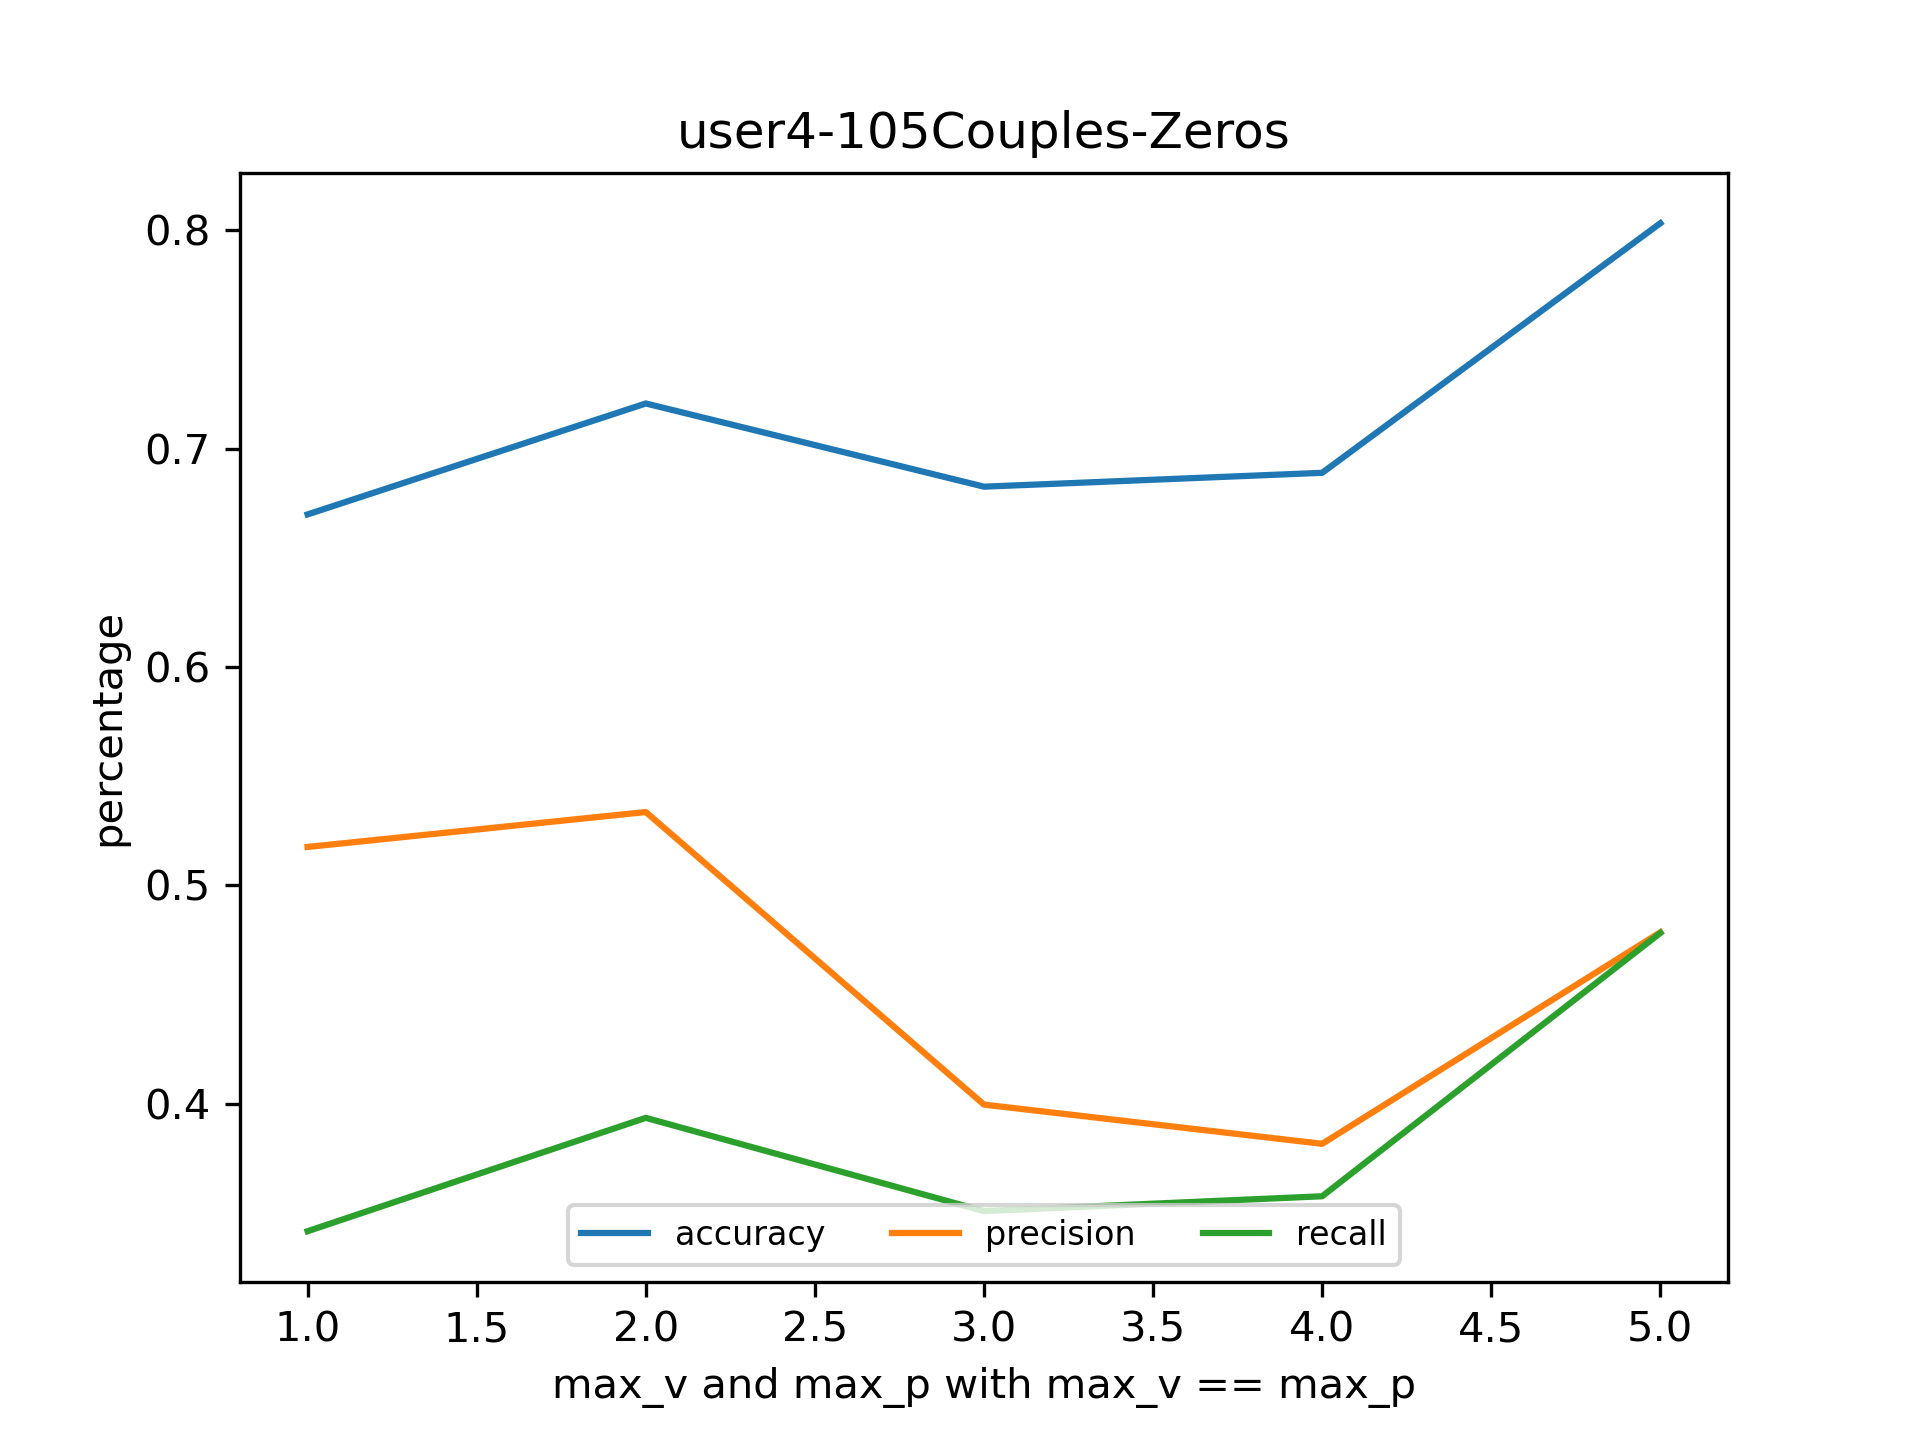 user4-105Couples-Zeros
0.8
0.7
0.6
0.5
0.4
percentage
accuracy precision recall
1.0 1.5 2.0 2.5 3.0 3.5 4.0 4.5 5.0
max_v and max_p with max_v == max_p